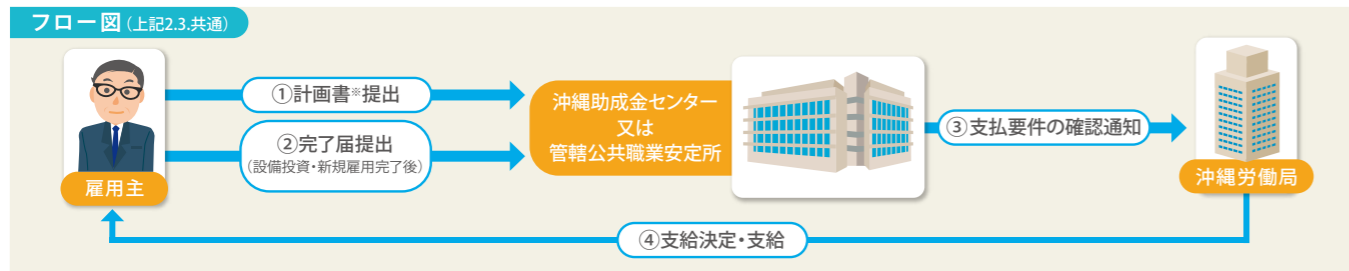 フロー図(上記2.3.共通)
①計画書※提出
②完了届提出
(設備投資・新規雇用完了後)
雇用主
沖縄助成金センター
又は
管轄公共職業安定所
③支払要件の確認通知
沖縄労働局
④支給決定・支給